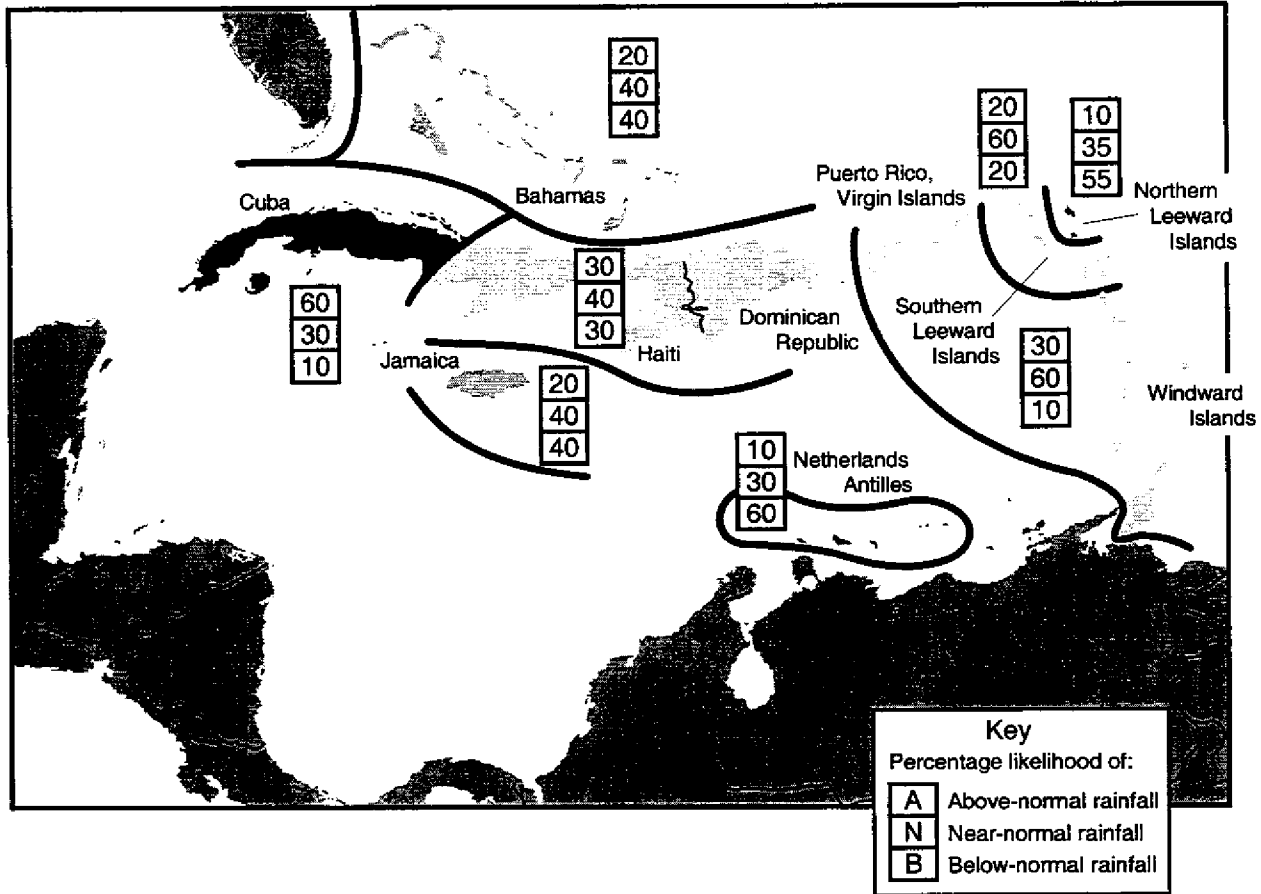 20
40
40
20
60
20
10
35
55
Puerto Rico,
Virgin Islands
Northern
Leeward
Islands
Cuba
Bahamas
30
40
30
60
30
10
Dominican
Republic
Southern
Leeward
Islands
Haiti
Jamaica
20
40
40
30
60
10
Windward
Islands
10
30
60
Netherlands
Antilles
Key
Percentage likelihood of:
A Above-normal rainfall
N Near-normal rainfall
B Below-normal rainfall